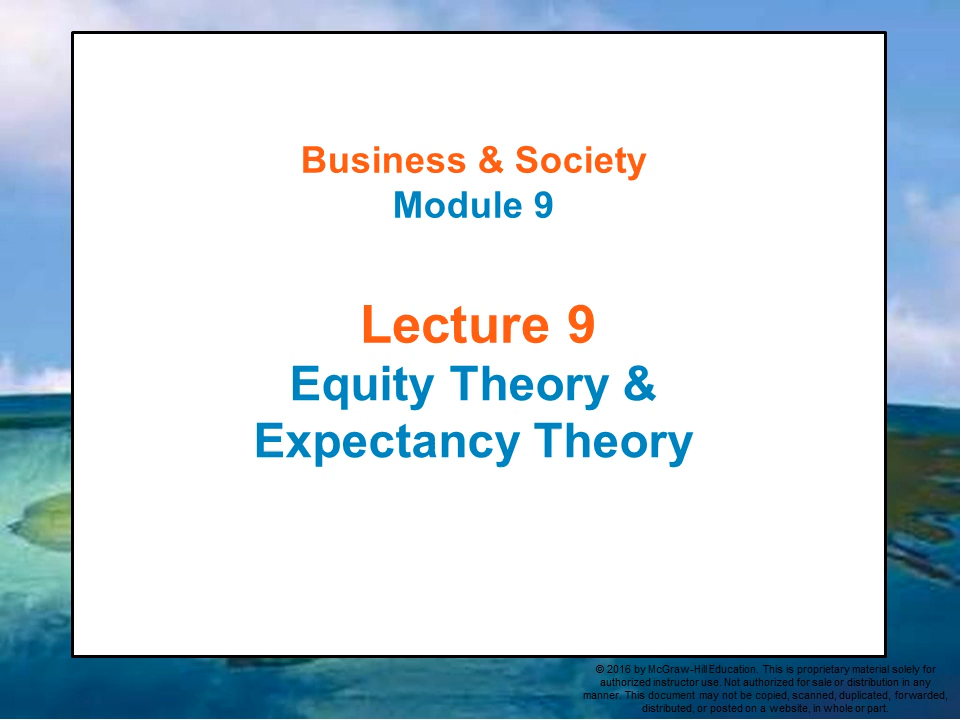 Business & Society
Module 9
Lecture 9
Equity Theory &
Expectancy Theory
© 2016 by McGraw-Hill Education. This is proprietary material solely for
authorized instructor use. Not authorized for sale or distribution in any
manner. This document may not be copied, scanned, duplicated, forwarded,
distributed, or posted on a website, in whole or part.